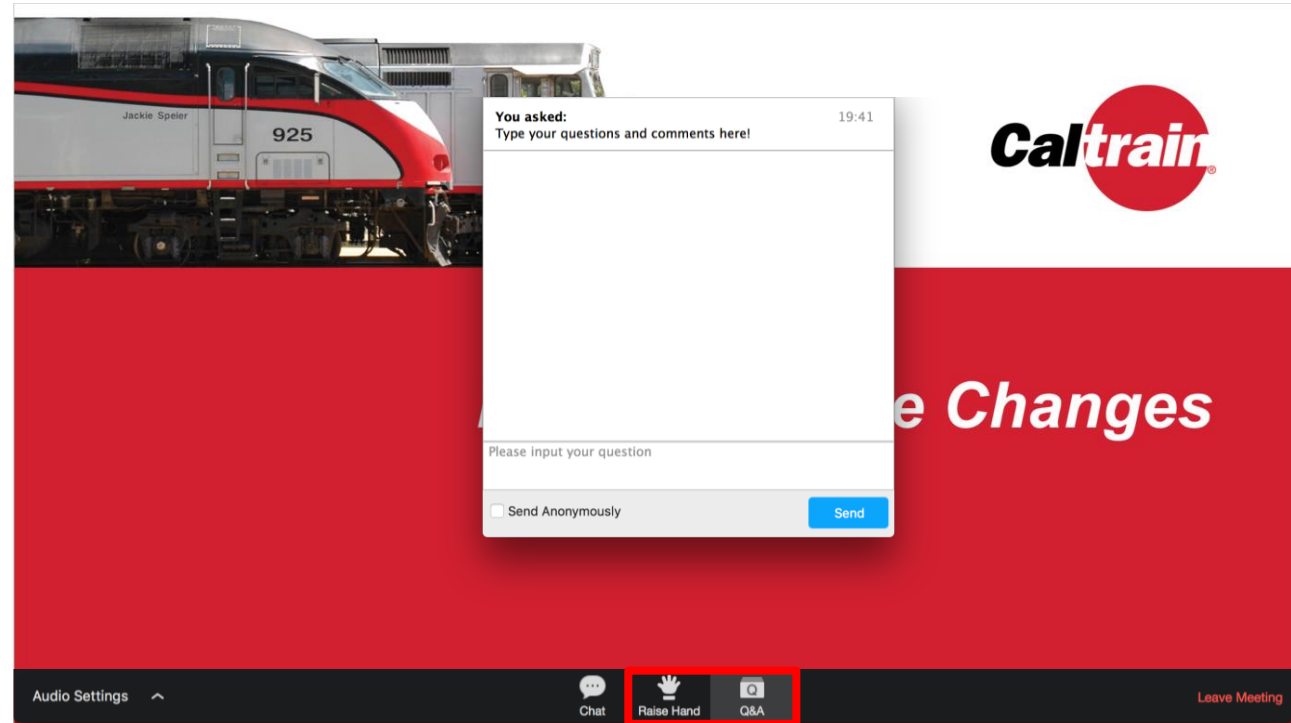 Jackie Speier
925
Caltrain®
You asked:
19:41
Type your questions and comments here!
e Changes
Please input your question
Send Anonymously
Send
Audio Settings
Chat
Raise Hand
Q
Q&A
Leave Meeting